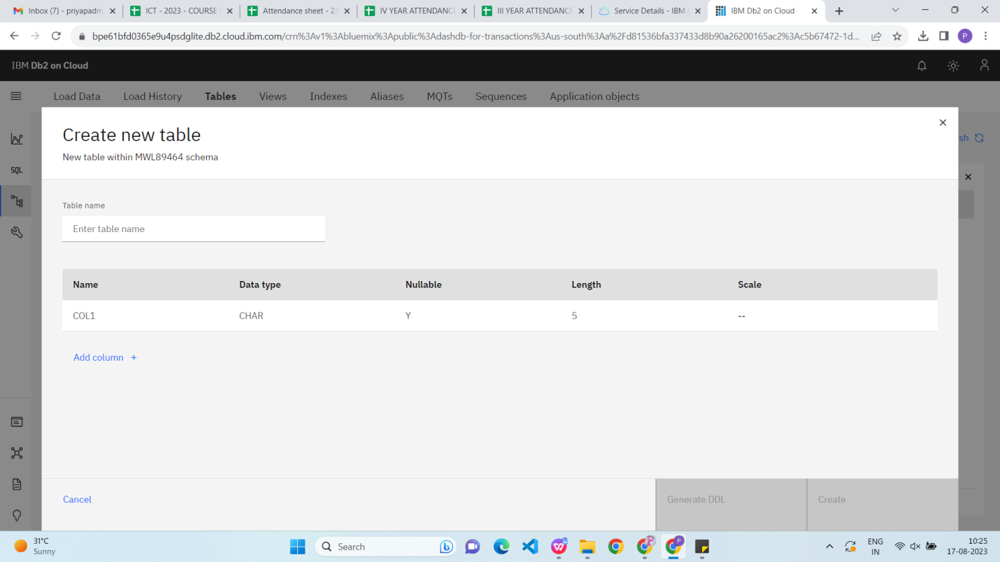 Inbox (7) - priyapadm
ICT - 2023 - COURSE
Attendance sheet - 23
IV YEAR ATTENDANCE
III YEAR ATTENDANCE
Service Details - IBM
IBM Db2 on Cloud
bpe61bfd0365e9u4psdglite.db2.cloud.ibm.com/crn%3Av1%3Abluemix%3Apublic%3Adashdb-for-transactions%3Aus-south%3Aa%2Fd81536bfa337433d8b90a26200165ac2%3Ac5b67472-1d...
P
IBM Db2 on Cloud
Load Data Load History Tables Views Indexes Aliases MQTs Sequences Application objects
Create new table
New table within MWL89464 schema
sh
SQL
Table name
Enter table name
Name Data type Nullable Length Scale
COL1 CHAR Y 5 --
Add column +
Cancel
Generate DDL
Create
31°C
Sunny
Search
ENG
IN
10:25
17-08-2023